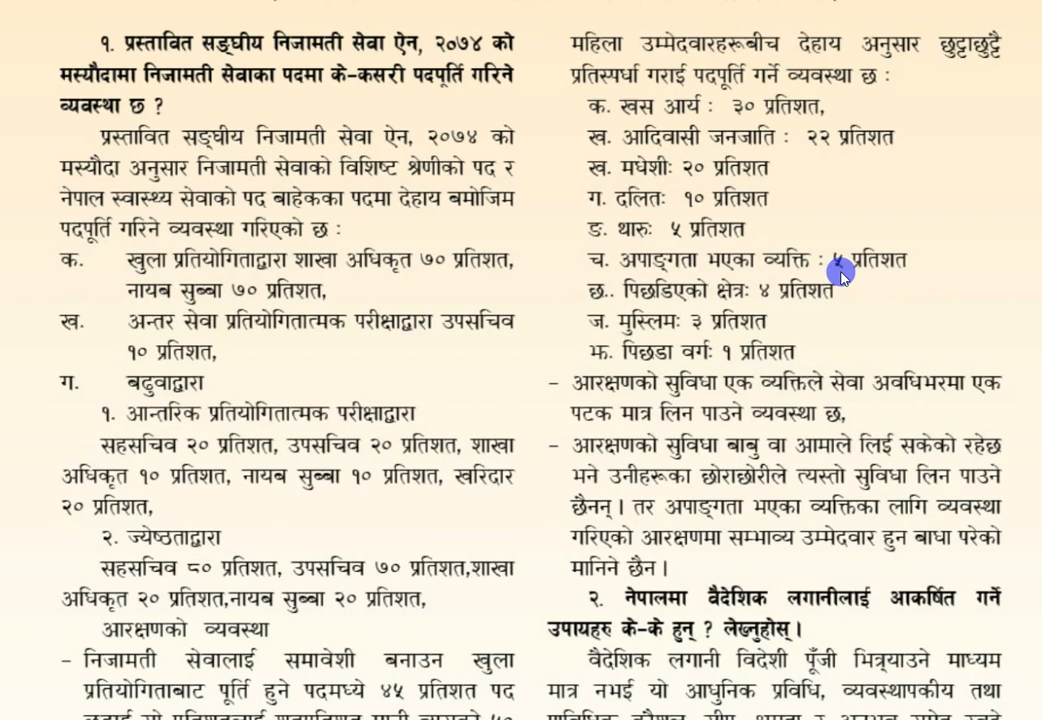 १. प्रस्तावित सङ्घीय निजामती सेवा ऐन, २०७४ को
मस्यौदामा निजामती सेवाका पदमा के-कसरी पदपूर्ति गरिने
व्यवस्था छ ?
प्रस्तावित सङ्घीय निजामती सेवा ऐन, २०७४ को
मस्यौदा अनुसार निजामती सेवाको विशिष्ट श्रेणीको पद र
नेपाल स्वास्थ्य सेवाको पद बाहेकका पदमा देहाय बमोजिम
पदपूर्ति गरिने व्यवस्था गरिएको छ :
क. खुला प्रतियोगिताद्वारा शाखा अधिकृत ७० प्रतिशत,
नायब सुब्बा ७० प्रतिशत,
ख. अन्तर सेवा प्रतियोगितात्मक परीक्षाद्वारा उपसचिव
१० प्रतिशत,
ग. बढुवाद्वारा
१. आन्तरिक प्रतियोगितात्मक परीक्षाद्वारा
सहसचिव २० प्रतिशत, उपसचिव २० प्रतिशत, शाखा
अधिकृत १० प्रतिशत, नायब सुब्बा १० प्रतिशत, खरिदार
२० प्रतिशत,
२. ज्येष्ठताद्वारा
सहसचिव ८० प्रतिशत, उपसचिव ७० प्रतिशत,शाखा
अधिकृत २० प्रतिशत,नायब सुब्बा २० प्रतिशत,
आरक्षणको व्यवस्था
- निजामती सेवालाई समावेशी बनाउन खुला
प्रतियोगिताबाट पूर्ति हुने पदमध्ये ४५ प्रतिशत पद
महिला उम्मेदवारहरूबीच देहाय अनुसार छुट्टाछुट्टै
प्रतिस्पर्धा गराई पदपूर्ति गर्ने व्यवस्था छ :
क. खस आर्य : ३० प्रतिशत,
ख. आदिवासी जनजाति : २२ प्रतिशत
ख. मधेशीः २० प्रतिशत
ग. दलितः १० प्रतिशत
ङ. थारुः ५ प्रतिशत
च. अपाङ्गता भएका व्यक्ति : ५ प्रतिशत
छ.. पिछडिएको क्षेत्रः ४ प्रतिशत
ज. मुस्लिमः ३ प्रतिशत
झ. पिछडा वर्गः १ प्रतिशत
- आरक्षणको सुविधा एक व्यक्तिले सेवा अवधिभरमा एक
पटक मात्र लिन पाउने व्यवस्था छ,
- आरक्षणको सुविधा बाबु वा आमाले लिई सकेको रहेछ
भने उनीहरूका छोराछोरीले त्यस्तो सुविधा लिन पाउने
छैनन् । तर अपाङ्गता भएका व्यक्तिका लागि व्यवस्था
गरिएको आरक्षणमा सम्भाव्य उम्मेदवार हुन बाधा परेको
मानिने छैन ।
२. नेपालमा वैदेशिक लगानीलाई आकर्षित गर्ने
उपायहरु के-के हुन् ? लेख्नुहोस् ।
वैदेशिक लगानी विदेशी पूँजी भित्र्याउने माध्यम
मात्र नभई यो आधुनिक प्रविधि, व्यवस्थापकीय तथा